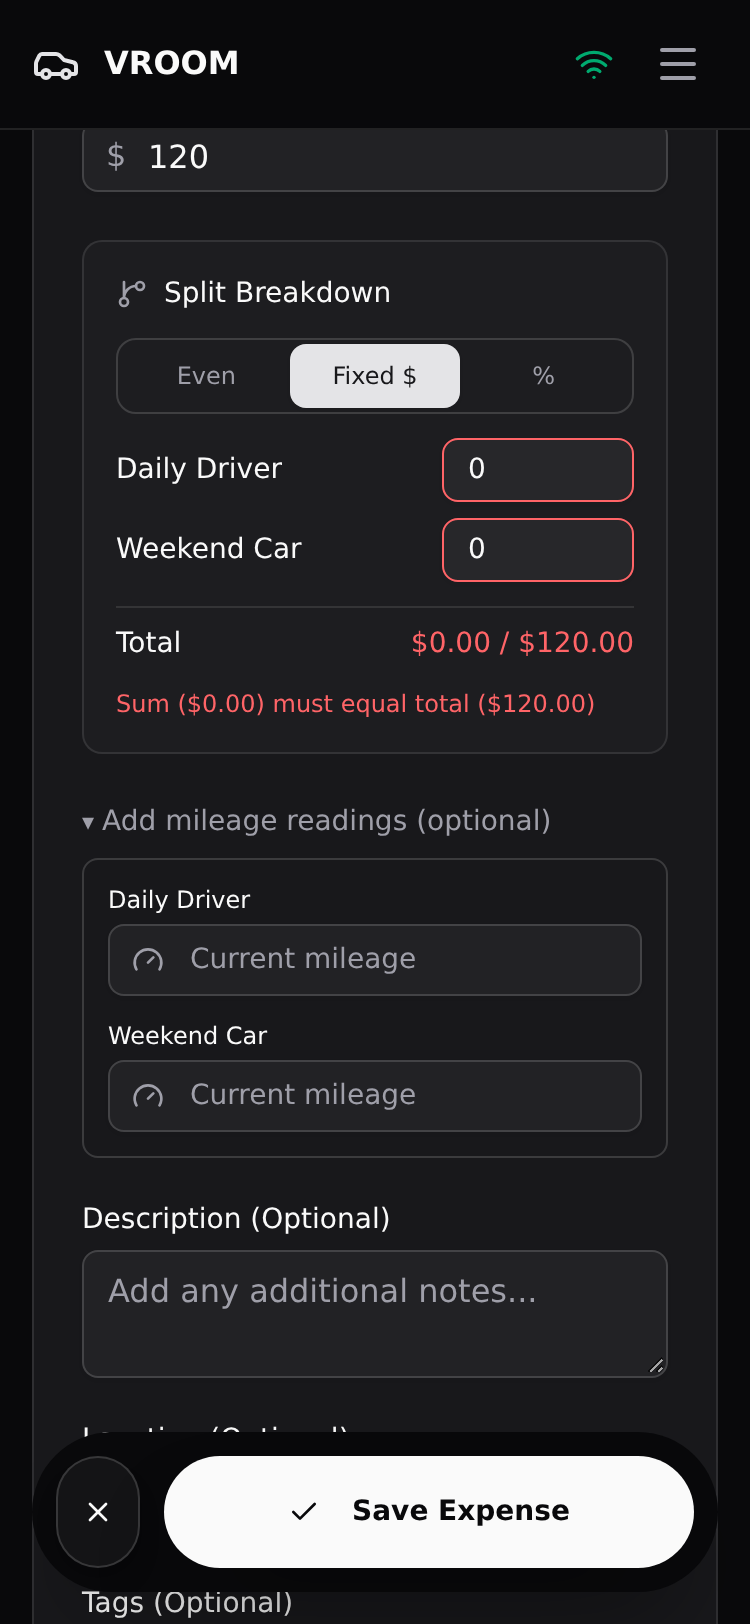 VROOM
$ 120
Split Breakdown
Even Fixed $ %
Daily Driver 0
Weekend Car 0
Total $0.00 / $120.00
Sum ($0.00) must equal total ($120.00)
▾ Add mileage readings (optional)
Daily Driver
Current mileage
Weekend Car
Current mileage
Description (Optional)
Add any additional notes...
(Optional)
Save Expense
Tags (Optional)